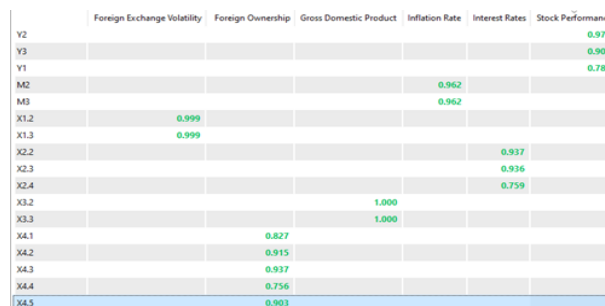 Foreign Exchange Volatility Foreign Ownership Gross Domestic Product Inflation Rate Interest Rates Stock Performanc
Y2 0.97
Y3 0.90
Y1 0.78
M2 0.962
M3 0.962
X1.2 0.999
X1.3 0.999
X2.2 0.937
X2.3 0.936
X2.4 0.759
X3.2 1.000
X3.3 1.000
X4.1 0.827
X4.2 0.915
X4.3 0.937
X4.4 0.756
X4.5 0.903